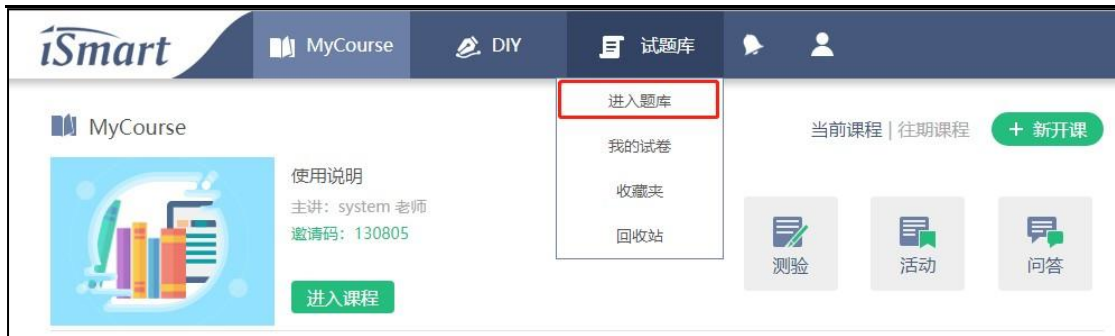 iSmart
MyCourse
DIY
试题库
进入题库
我的试卷
收藏夹
回收站
MyCourse
当前课程 | 往期课程
+ 新开课
使用说明
主讲：system 老师
邀请码：130805
进入课程
测验
活动
问答